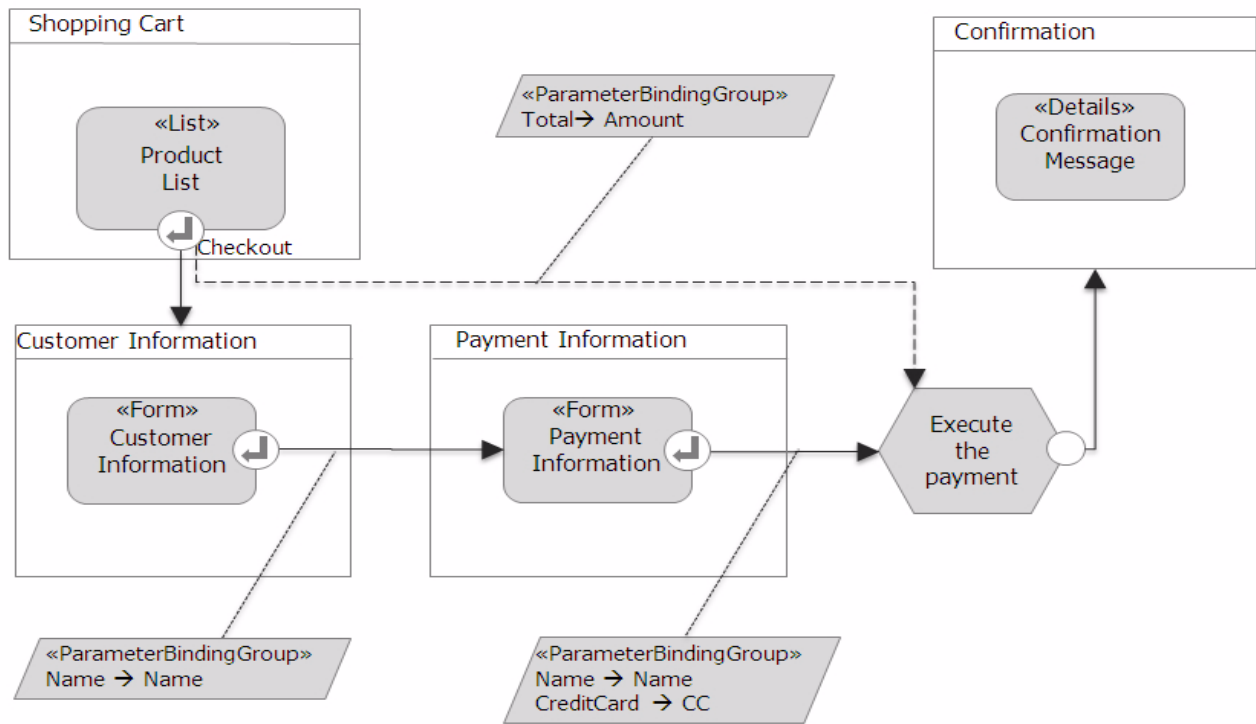 Shopping Cart
«List»
Product
List
Checkout
«ParameterBindingGroup»
Total→ Amount
Confirmation
«Details»
Confirmation
Message
Customer Information
«Form»
Customer
Information
Payment Information
«Form»
Payment
Information
Execute
the
payment
«ParameterBindingGroup»
Name → Name
«ParameterBindingGroup»
Name → Name
CreditCard → CC